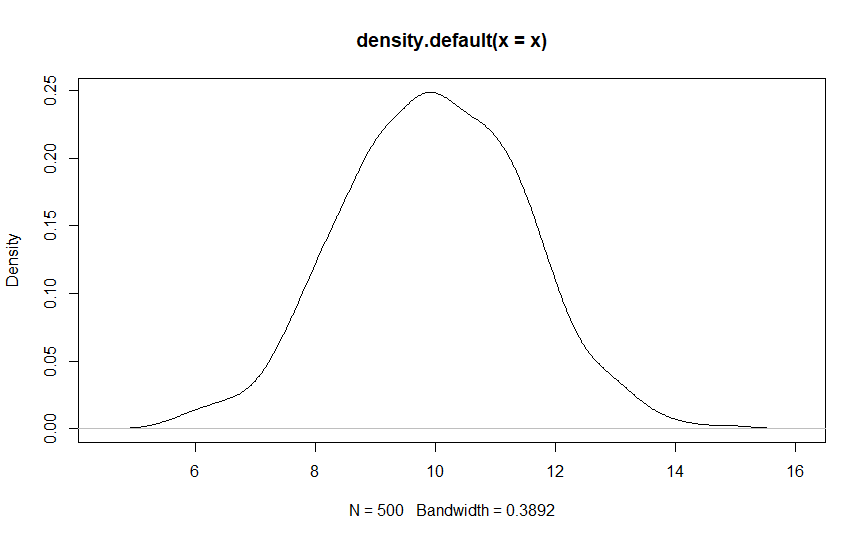 density.default(x = x)
Density
0.25
0.20
0.15
0.10
0.05
0.00
6 8 10 12 14 16
N = 500 Bandwidth = 0.3892